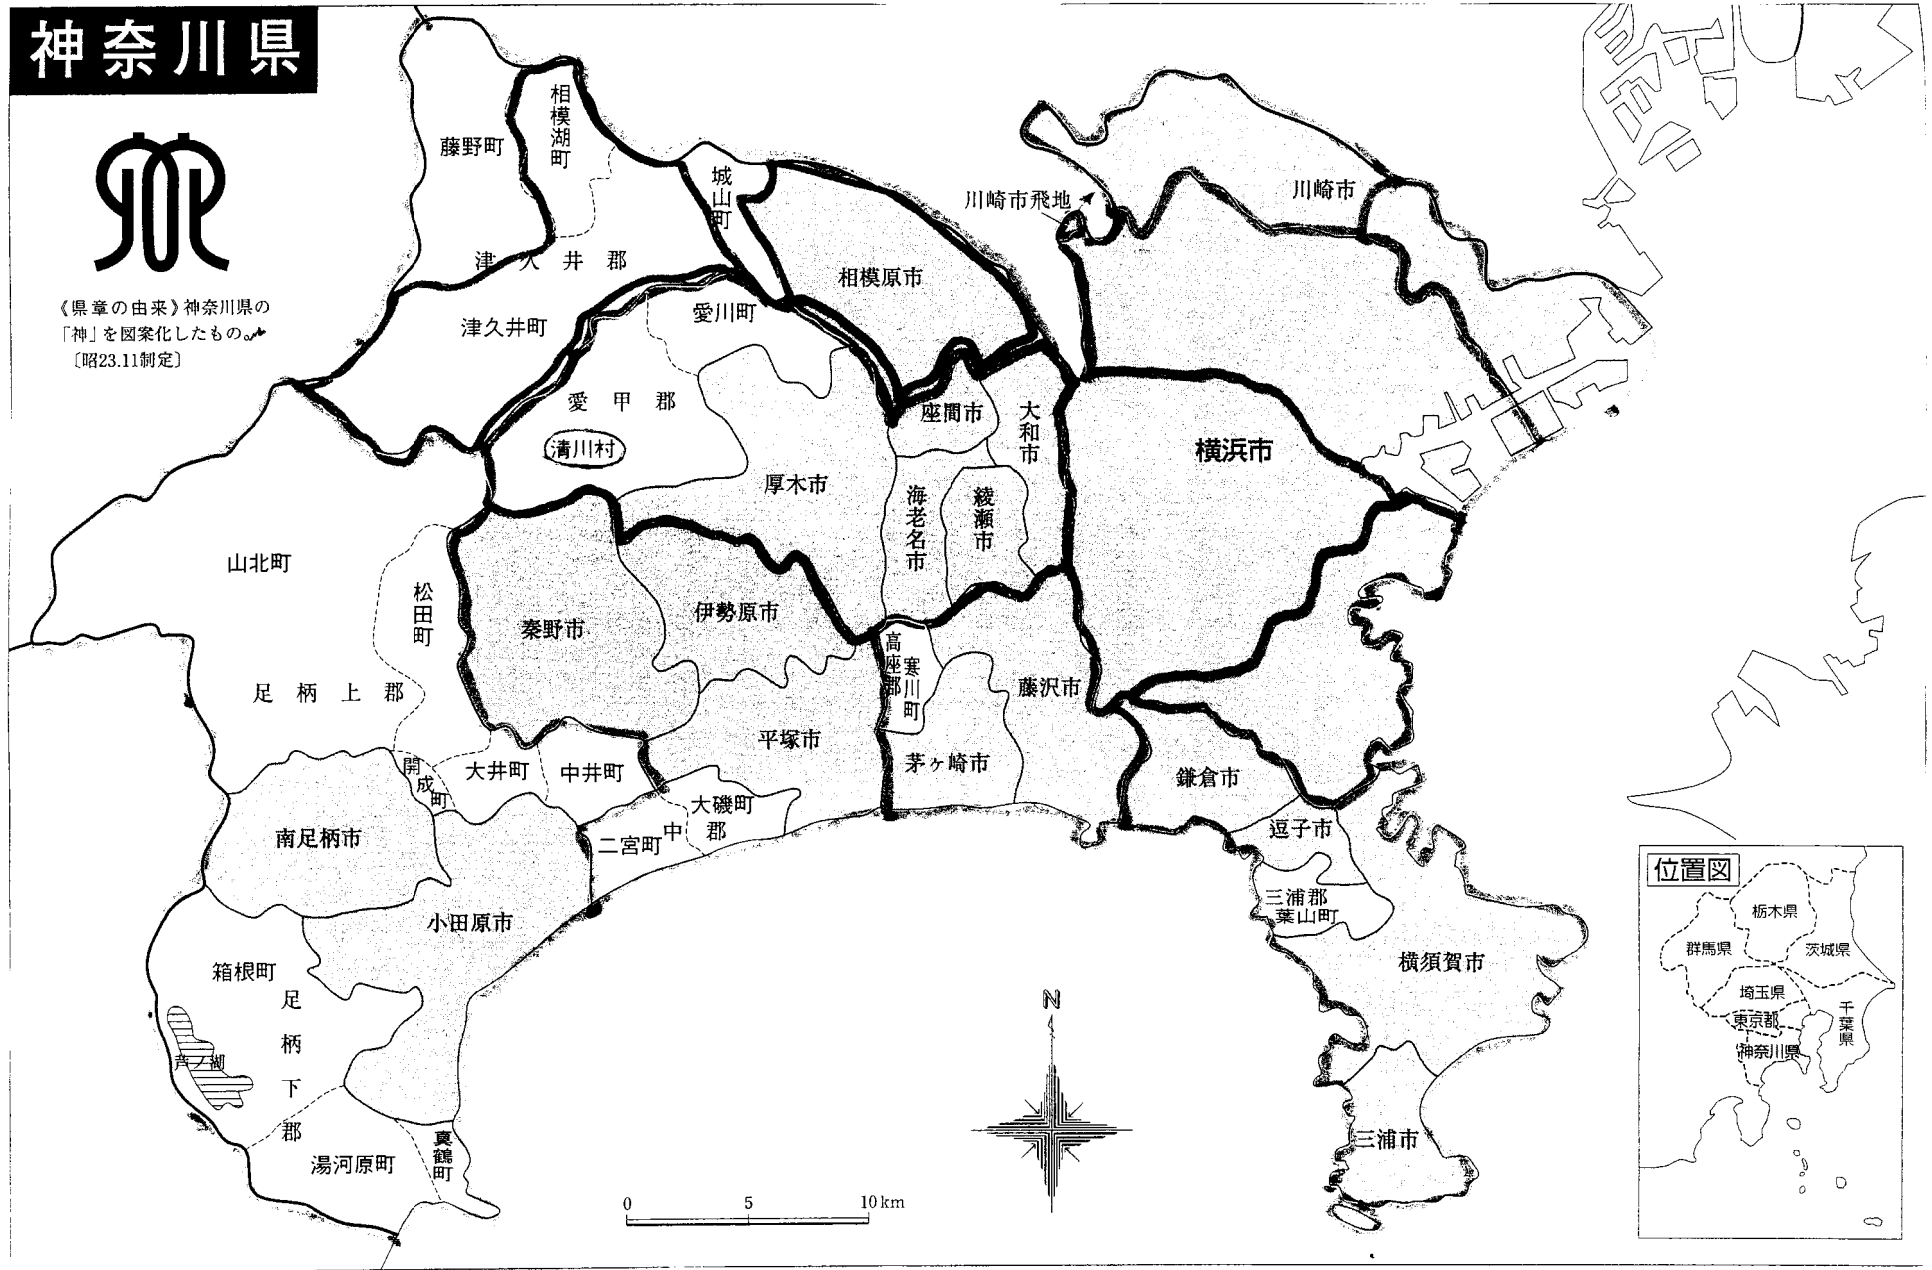 神奈川県
《県章の由来》神奈川県の
「神」を図案化したもの。
〔昭23.11制定〕
藤野町
相模湖町
城山町
津久井郡
津久井町
相模原市
川崎市飛地
川崎市
愛川町
愛甲郡
清川村
厚木市
座間市
大和市
海老名市
綾瀬市
横浜市
山北町
松田町
足柄上郡
秦野市
伊勢原市
高座郡
寒川町
藤沢市
平塚市
茅ヶ崎市
鎌倉市
開成町
大井町
中井町
大磯町
二宮町
中郡
南足柄市
小田原市
逗子市
三浦郡
葉山町
横須賀市
三浦市
箱根町
芦ノ湖
足柄下郡
湯河原町
真鶴町
N
0 5 10km
位置図
栃木県
群馬県
茨城県
埼玉県
東京都
千葉県
神奈川県